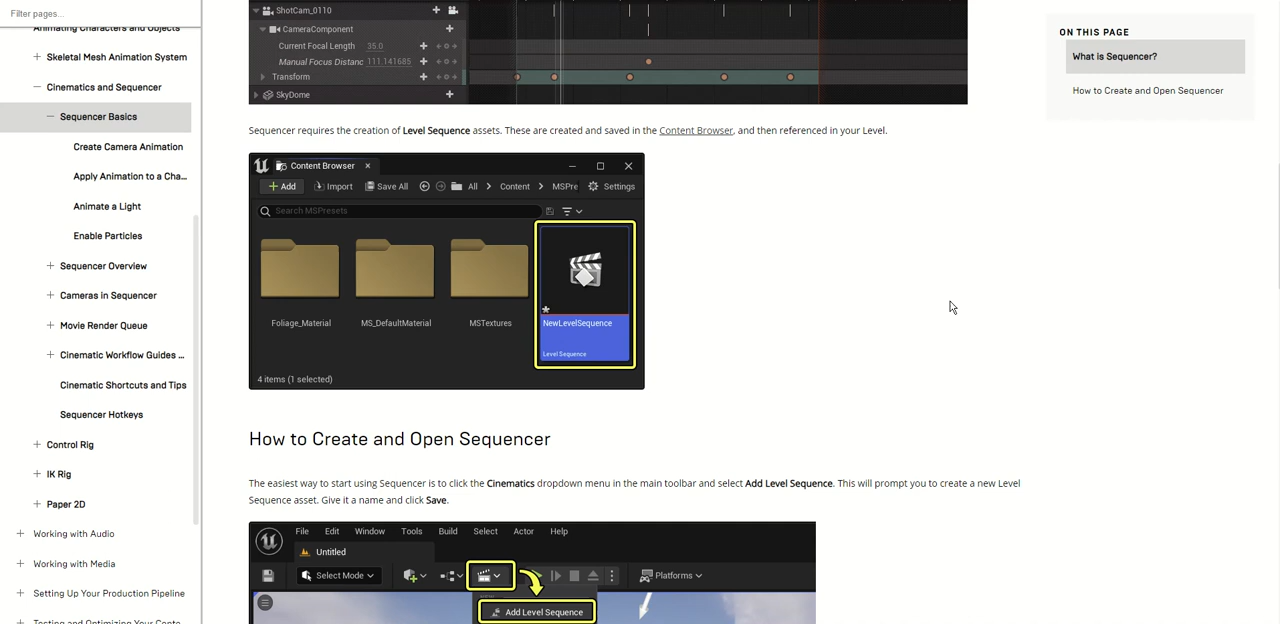 Filter pages...
Animating Characters and Objects
Skeletal Mesh Animation System
Cinematics and Sequencer
Sequencer Basics
Create Camera Animation
Apply Animation to a Cha...
Animate a Light
Enable Particles
Sequencer Overview
Cameras in Sequencer
Movie Render Queue
Cinematic Workflow Guides ...
Cinematic Shortcuts and Tips
Sequencer Hotkeys
Control Rig
IK Rig
Paper 2D
Working with Audio
Working with Media
Setting Up Your Production Pipeline
Testing and Optimizing Your Conte
ShotCam_0110
CameraComponent
Current Focal Length 35.0
Manual Focus Distanc 111.141685
Transform
SkyDome
Sequencer requires the creation of Level Sequence assets. These are created and saved in the Content Browser, and then referenced in your Level.
Content Browser
Add Import Save All All Content MSPre Settings
Search MSPresets
Foliage_Material MS_DefaultMaterial MSTextures NewLevelSequence
Level Sequence
4 items (1 selected)
How to Create and Open Sequencer
The easiest way to start using Sequencer is to click the Cinematics dropdown menu in the main toolbar and select Add Level Sequence. This will prompt you to create a new Level
Sequence asset. Give it a name and click Save.
File Edit Window Tools Build Select Actor Help
Untitled
Select Mode Platforms
Add Level Sequence
ON THIS PAGE
What is Sequencer?
How to Create and Open Sequencer